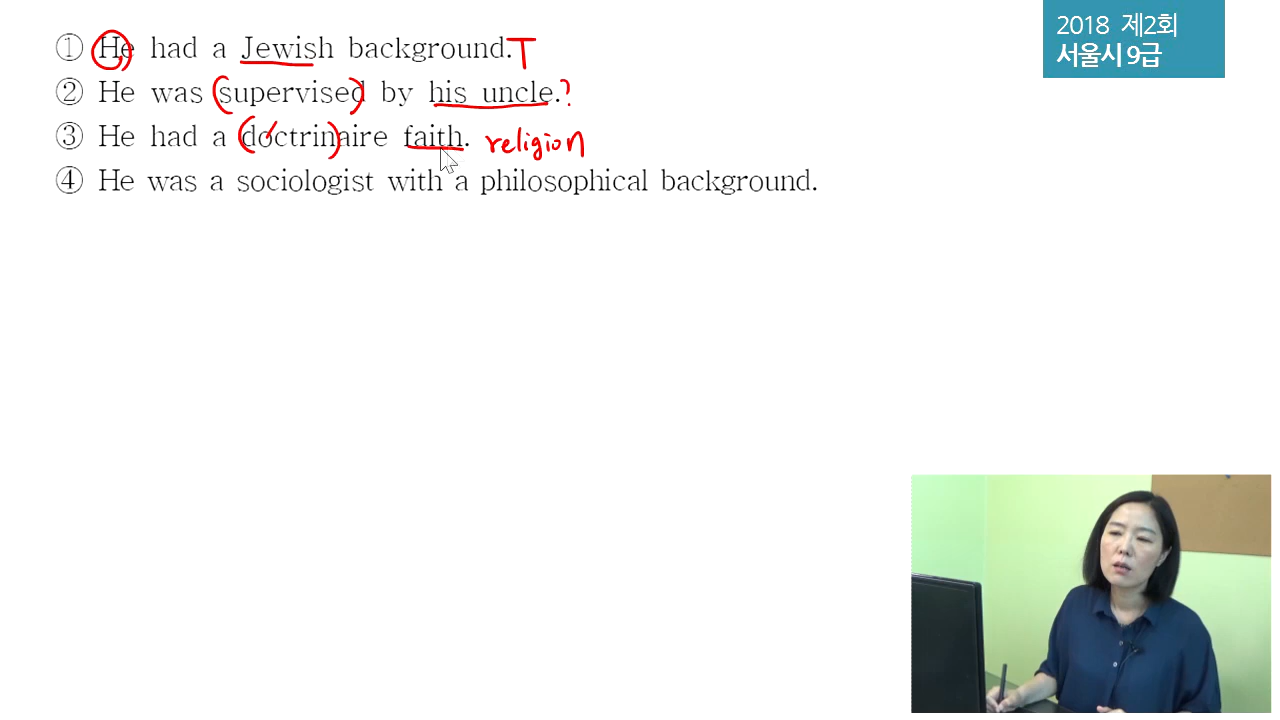 2018 제2회
서울시 9급
① He had a Jewish background. T
② He was supervised by his uncle. ?
③ He had a doctrinaire faith. religion
④ He was a sociologist with a philosophical background.